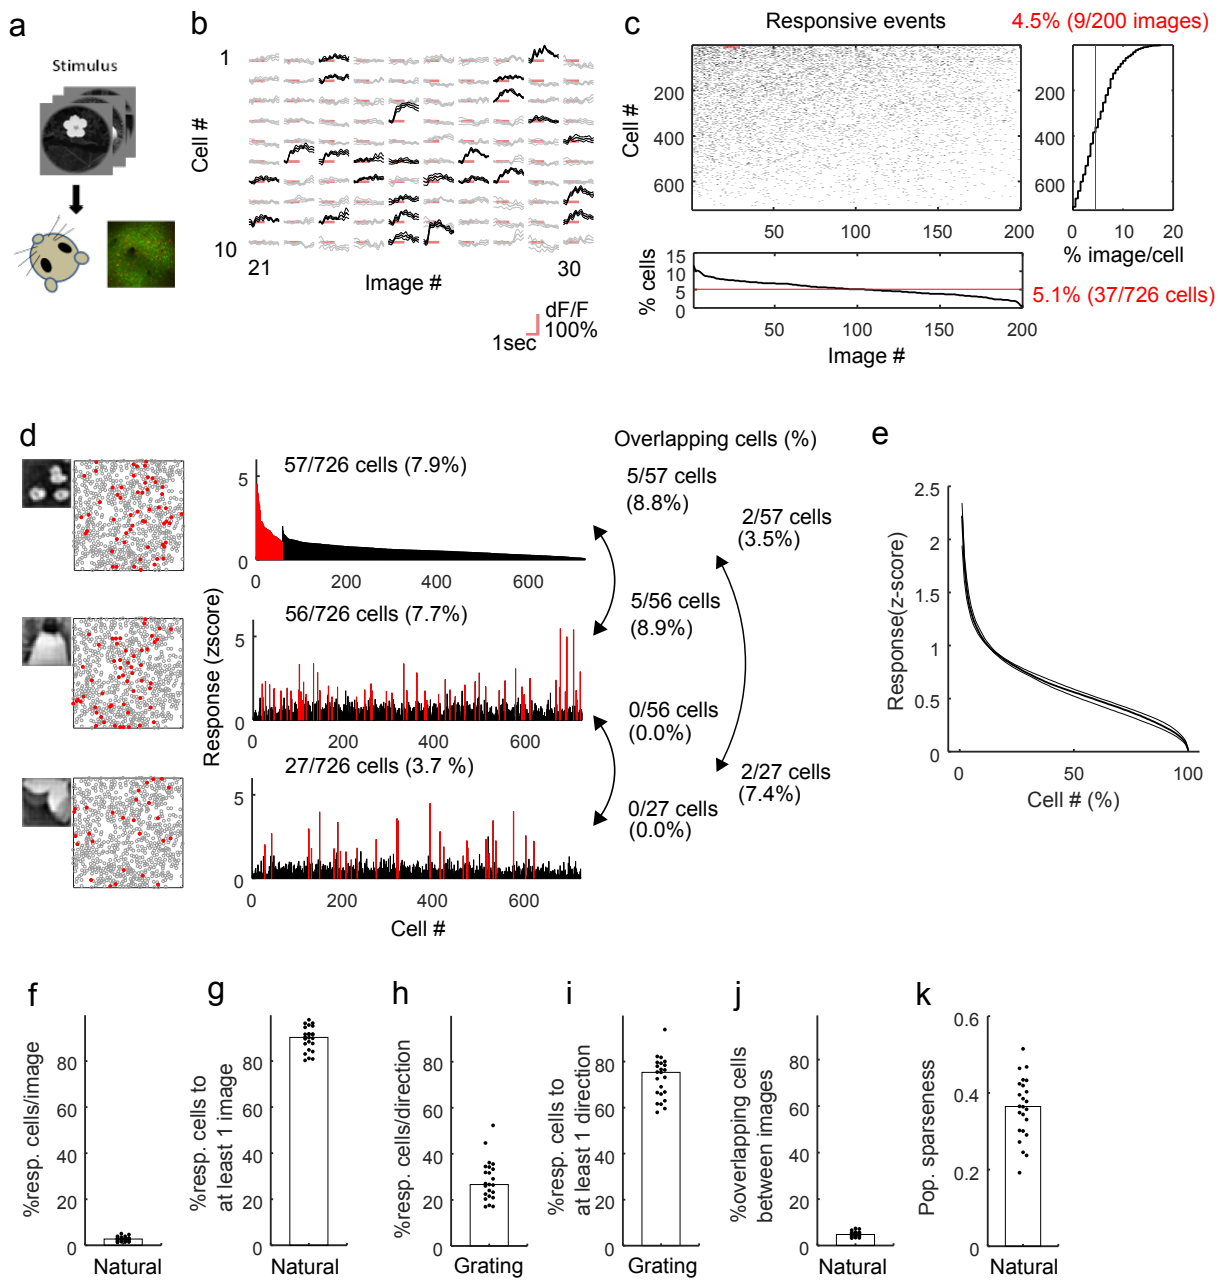 a
Stimulus
b
1
Cell #
10
21
30
Image #
dF/F
100%
1sec
c
Responsive events
4.5% (9/200 images)
Cell #
200
400
600
50
100
150
200
200
400
600
0
10
20
% image/cell
% cells
15
10
5
0
5.1% (37/726 cells)
50
100
150
200
Image #
d
Overlapping cells (%)
57/726 cells (7.9%)
5
0
0
200
400
600
5/57 cells
(8.8%)
2/57 cells
(3.5%)
Response (zscore)
56/726 cells (7.7%)
5
0
0
200
400
600
5/56 cells
(8.9%)
0/56 cells
(0.0%)
27/726 cells (3.7 %)
5
0
0
200
400
600
Cell #
2/27 cells
(7.4%)
0/27 cells
(0.0%)
e
Response(z-score)
2.5
2
1.5
1
0.5
0
0
50
100
Cell # (%)
f
%resp. cells/image
80
60
40
20
0
Natural
g
%resp. cells to
at least 1 image
80
60
40
20
0
Natural
h
%resp. cells/direction
80
60
40
20
0
Grating
i
%resp. cells to
at least 1 direction
80
60
40
20
0
Grating
j
%overlapping cells
between images
80
60
40
20
0
Natural
k
Pop. sparseness
0.6
0.4
0.2
0
Natural